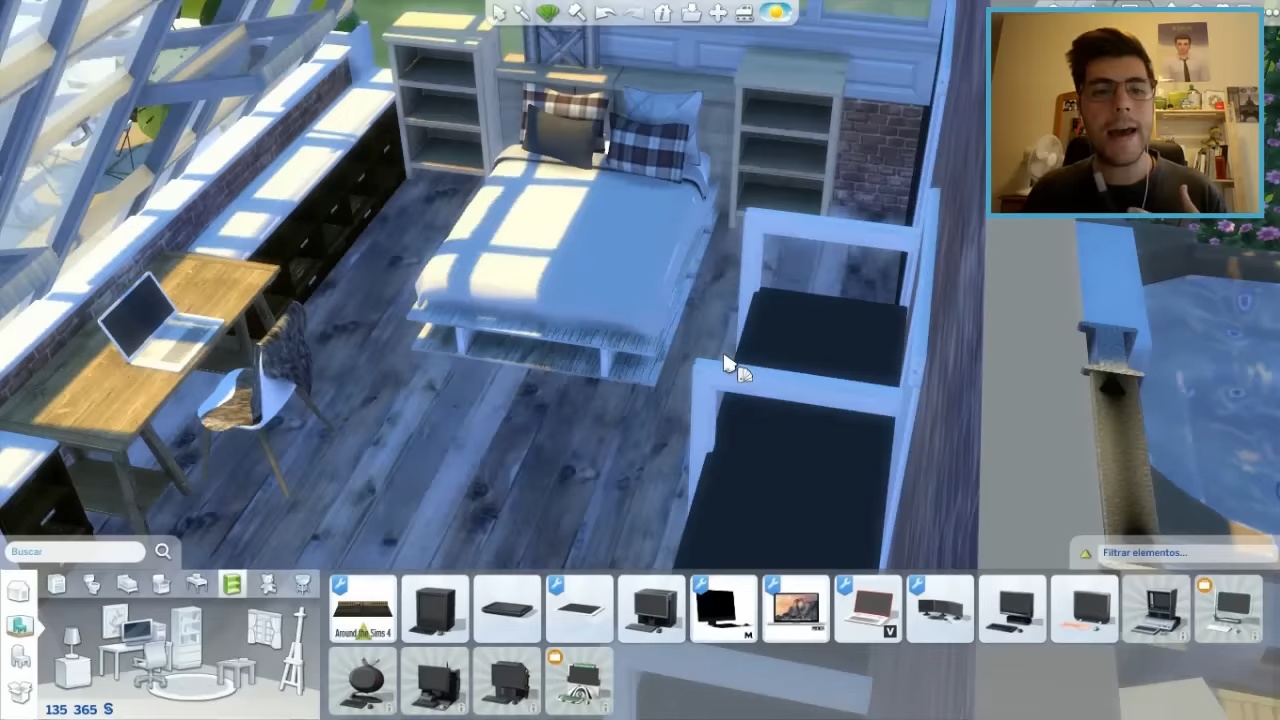 Buscar
Filtrar elementos...
Around the Sims 4
M
V
135 365 S